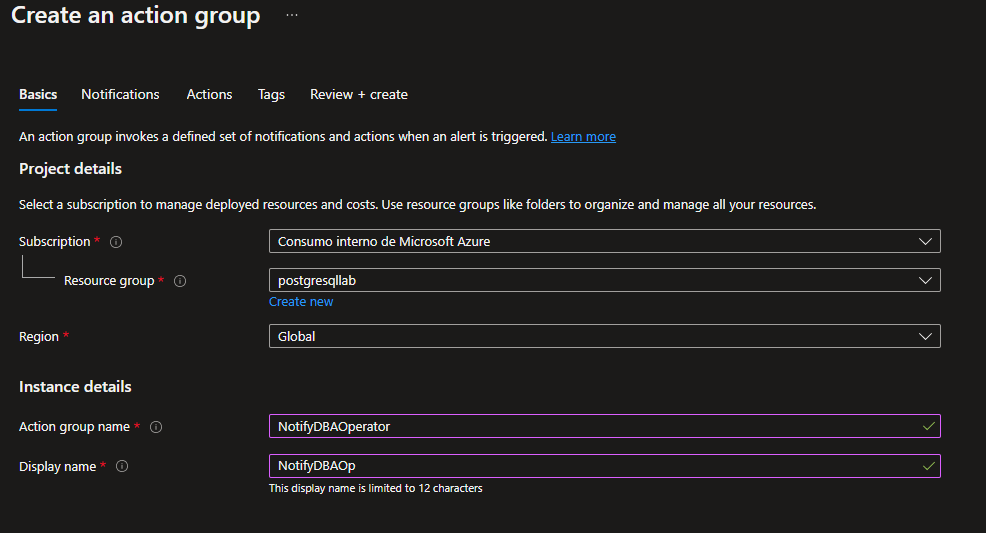 Create an action group ...
Basics Notifications Actions Tags Review + create
An action group invokes a defined set of notifications and actions when an alert is triggered. Learn more
Project details
Select a subscription to manage deployed resources and costs. Use resource groups like folders to organize and manage all your resources.
Subscription * Consumo interno de Microsoft Azure
Resource group * postgresqllab
Create new
Region * Global
Instance details
Action group name * NotifyDBAOperator
Display name * NotifyDBAOp
This display name is limited to 12 characters